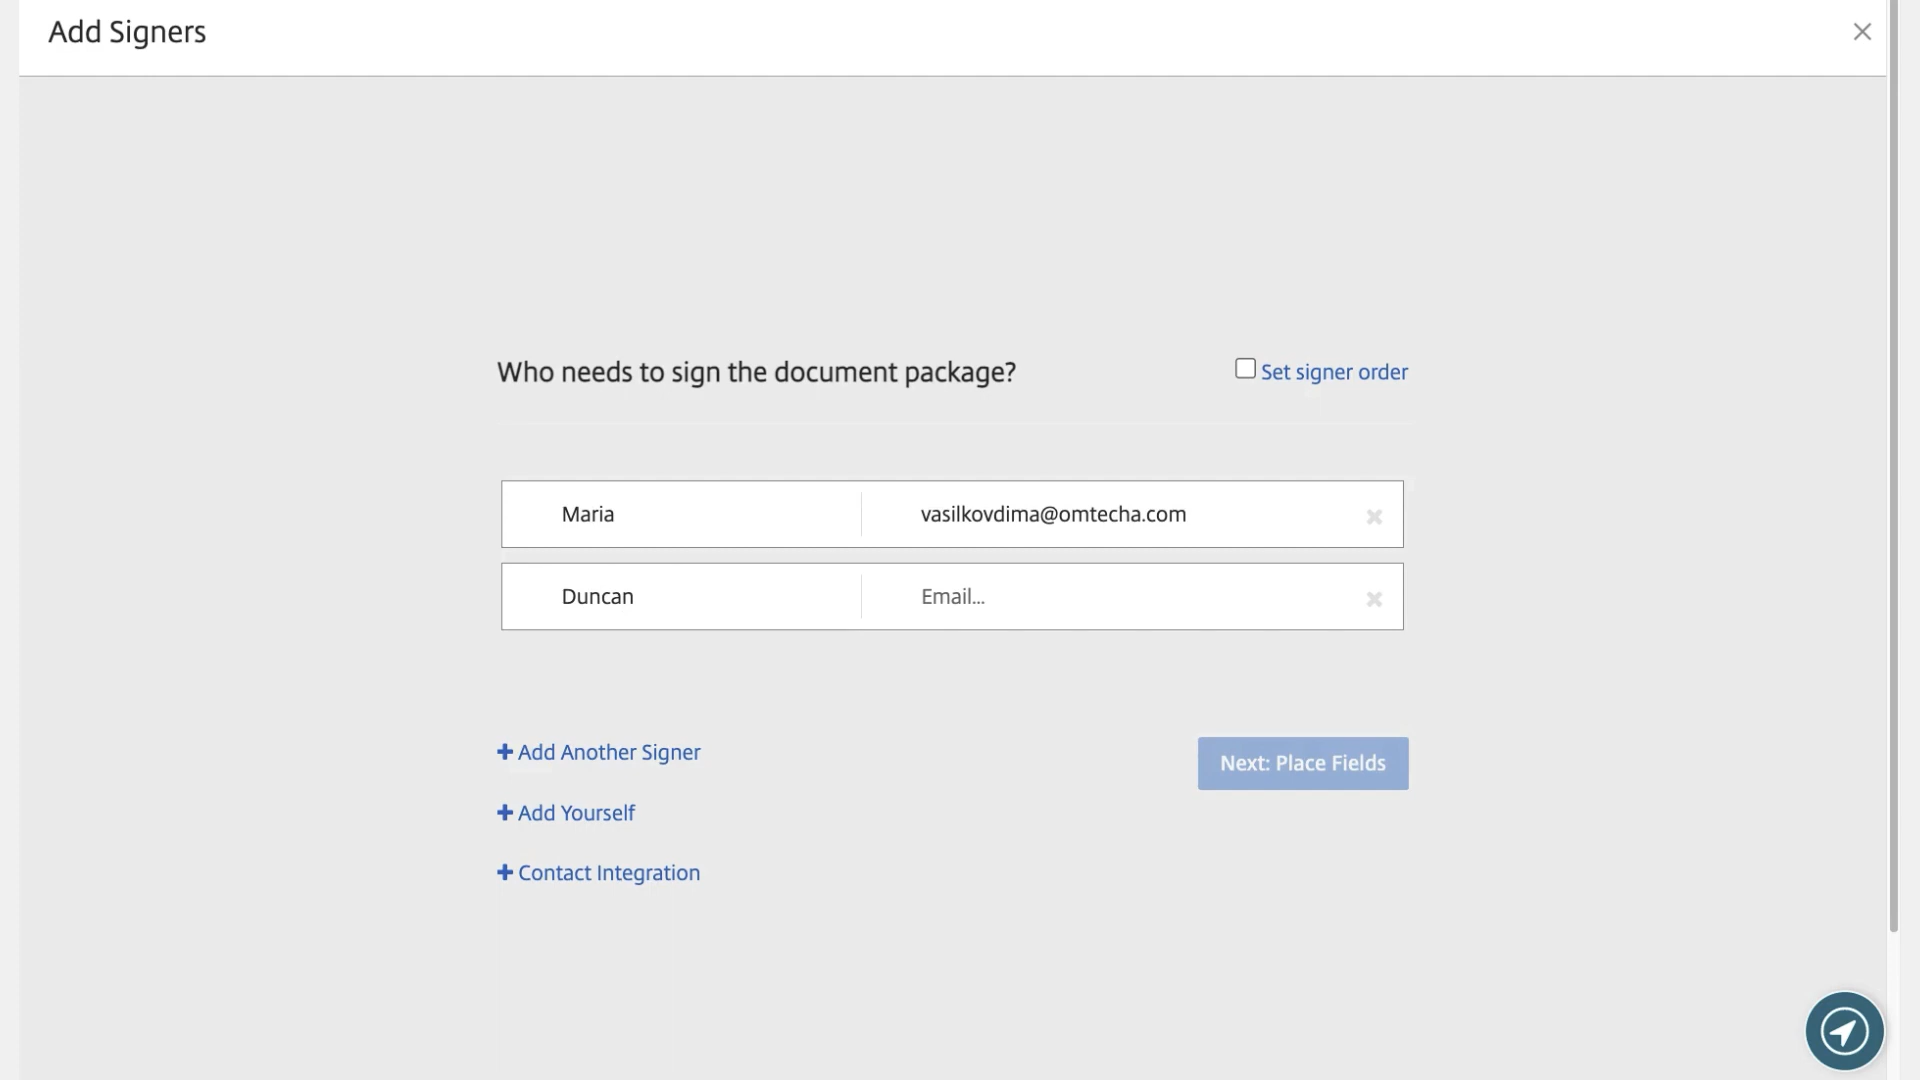 Add Signers
Who needs to sign the document package?
Set signer order
Maria
vasilkovdima@omtecha.com
Duncan
Email...
Add Another Signer
Next: Place Fields
Add Yourself
Contact Integration